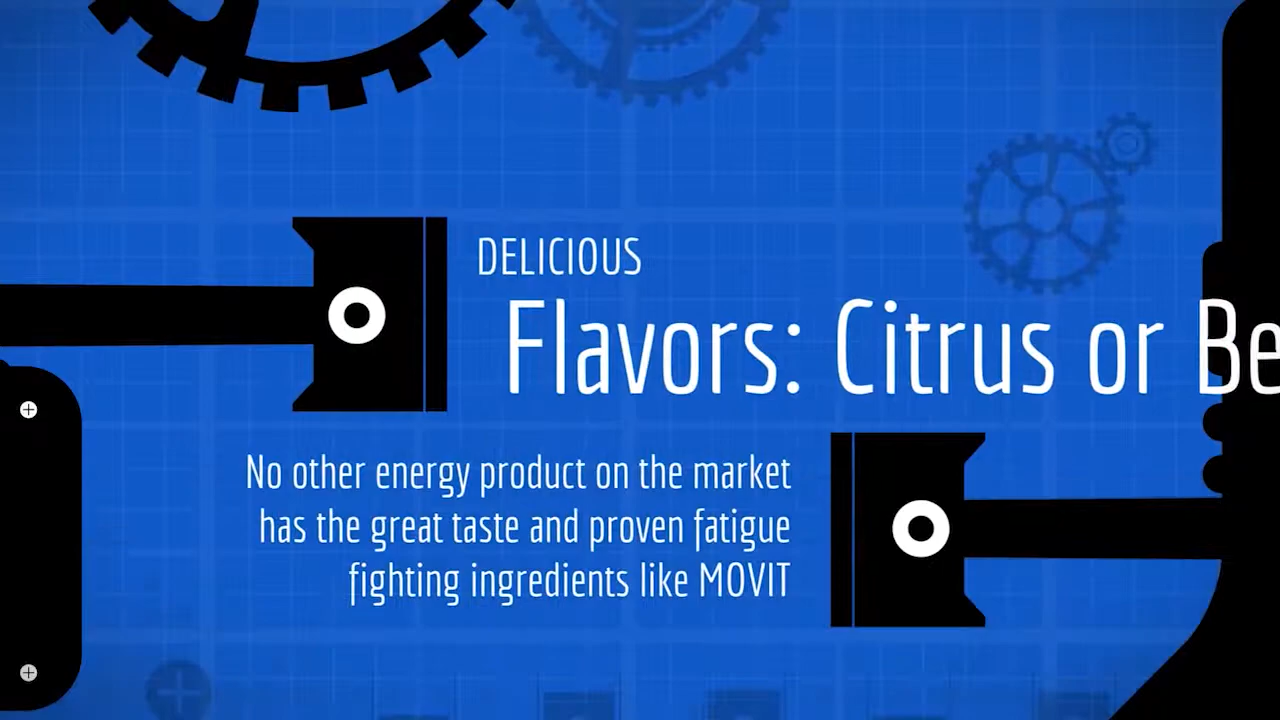 DELICIOUS
Flavors: Citrus or Be
No other energy product on the market
has the great taste and proven fatigue
fighting ingredients like MOVIT